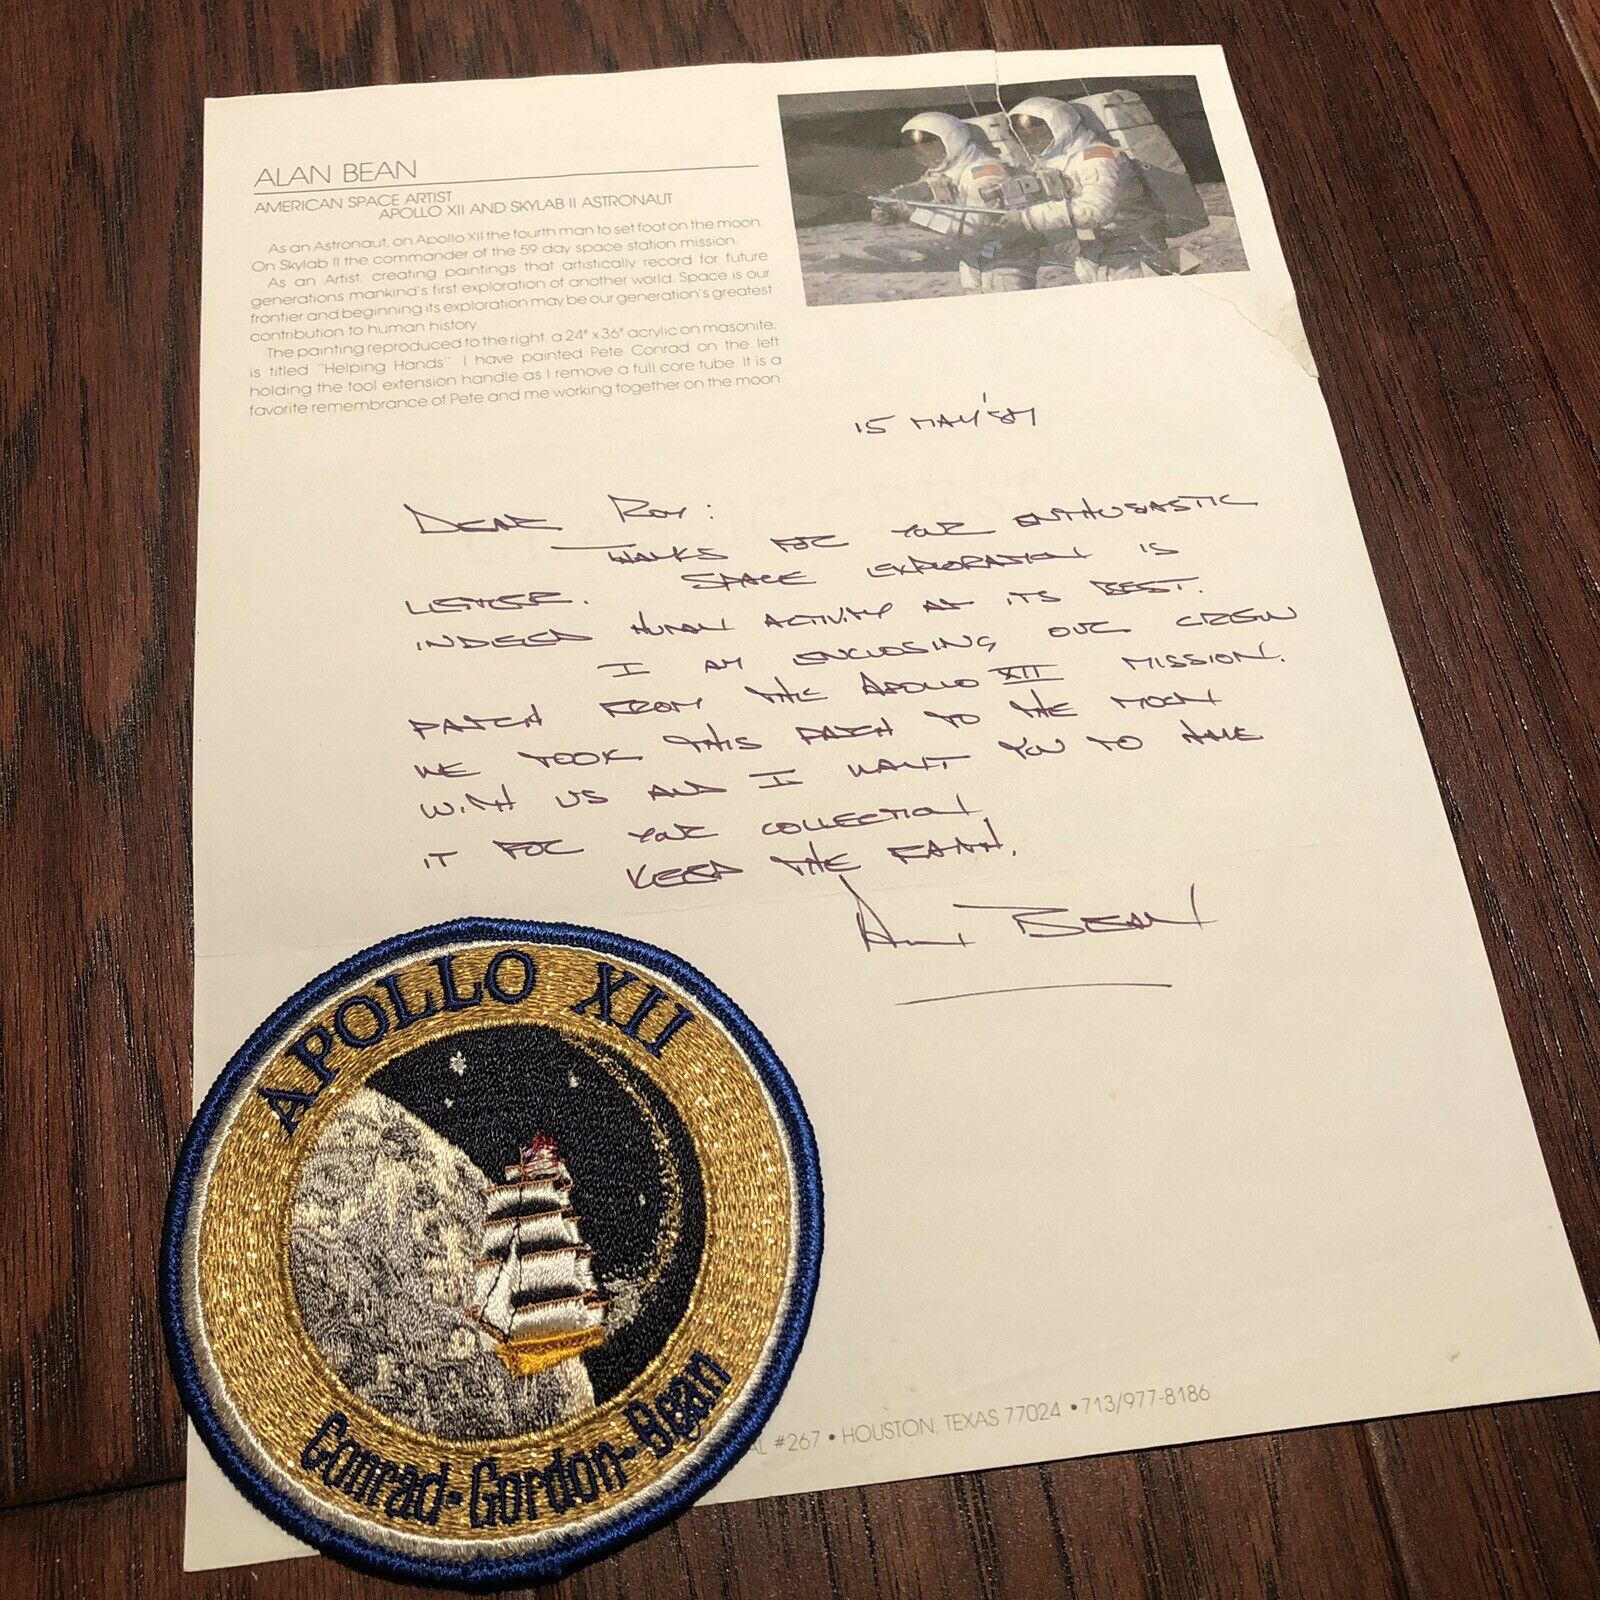 ALAN BEAN
AMERICAN SPACE ARTIST
APOLLO XII AND SKYLAB II ASTRONAUT
As an Astronaut, on Apollo XII the fourth man to set foot on the moon.
On Skylab II the commander of the 59 day space station mission.
As an Artist, creating paintings that artistically record for future
generations mankind's first exploration of another world. Space is our
frontier and beginning its exploration may be our generation's greatest
contribution to human history
The painting reproduced to the right, a 24" x 36" acrylic on masonite,
is titled "Helping Hands" I have painted Pete Conrad on the left
holding the tool extension handle as I remove a full core tube. It is a
favorite remembrance of Pete and me working together on the moon
15 MAY '87
DEAR ROY:
THANKS FOR YOUR ENTHUSIASTIC
LETTER. SPACE EXPLORATION IS
INDEED HUMAN ACTIVITY AT ITS BEST.
I AM ENCLOSING OUR CREW
PATCH FROM THE APOLLO XII MISSION.
WE TOOK THIS PATCH TO THE MOON
WITH US AND I WANT YOU TO HAVE
IT FOR YOUR COLLECTION.
KEEP THE FAITH,
ALAN BEAN
APOLLO XII
Conrad-Gordon-Bean
#267 • HOUSTON, TEXAS 77024 • 713/977-8186